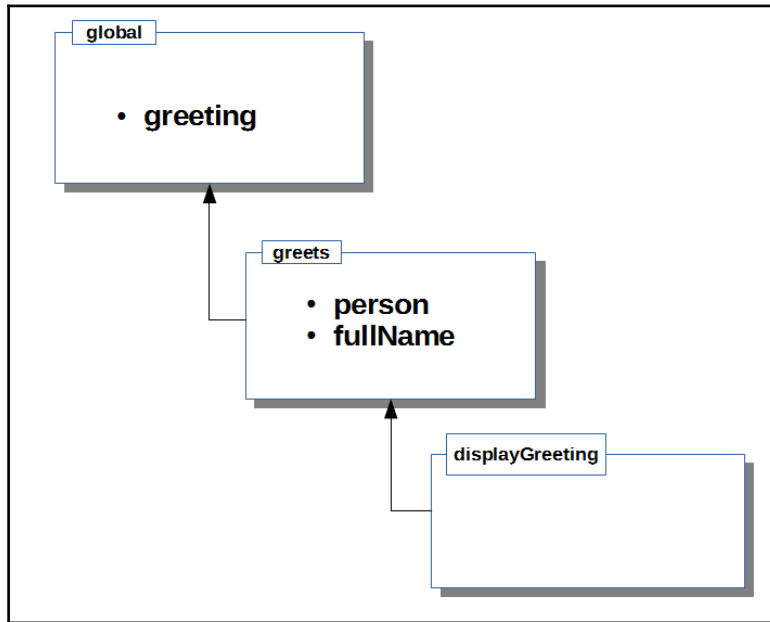 global
• greeting
greets
• person
• fullName
displayGreeting